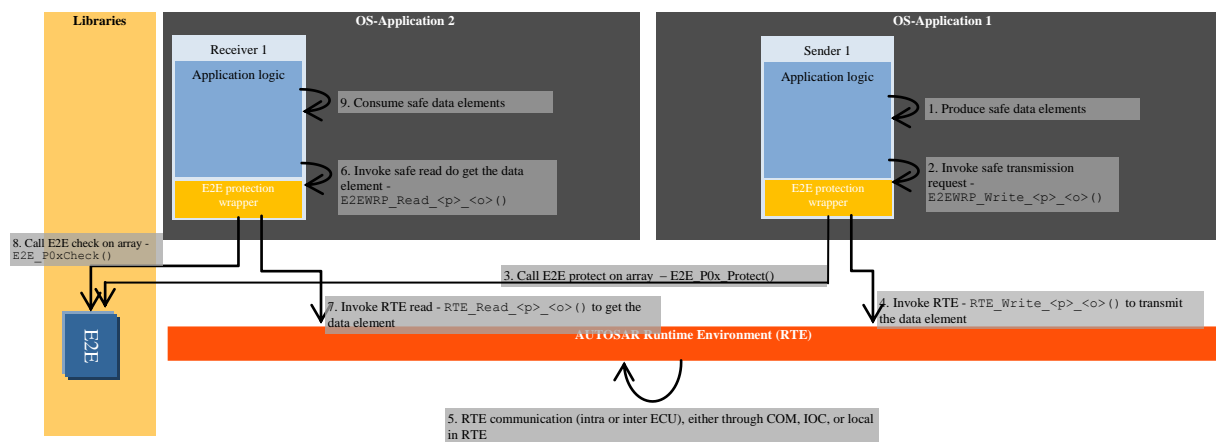 Libraries
OS-Application 2
OS-Application 1
Receiver 1
Application logic
9. Consume safe data elements
6. Invoke safe read do get the data
element -
E2EWRP_Read_<p>_<o>()
E2E protection
wrapper
Sender 1
Application logic
1. Produce safe data elements
2. Invoke safe transmission
request -
E2EWRP_Write_<p>_<o>()
E2E protection
wrapper
8. Call E2E check on array -
E2E_P0xCheck()
3. Call E2E protect on array – E2E_P0x_Protect()
7. Invoke RTE read - RTE_Read_<p>_<o>() to get the
data element
4. Invoke RTE - RTE_Write_<p>_<o>() to transmit
the data element
E2E
AUTOSAR Runtime Environment (RTE)
5. RTE communication (intra or inter ECU), either through COM, IOC, or local
in RTE